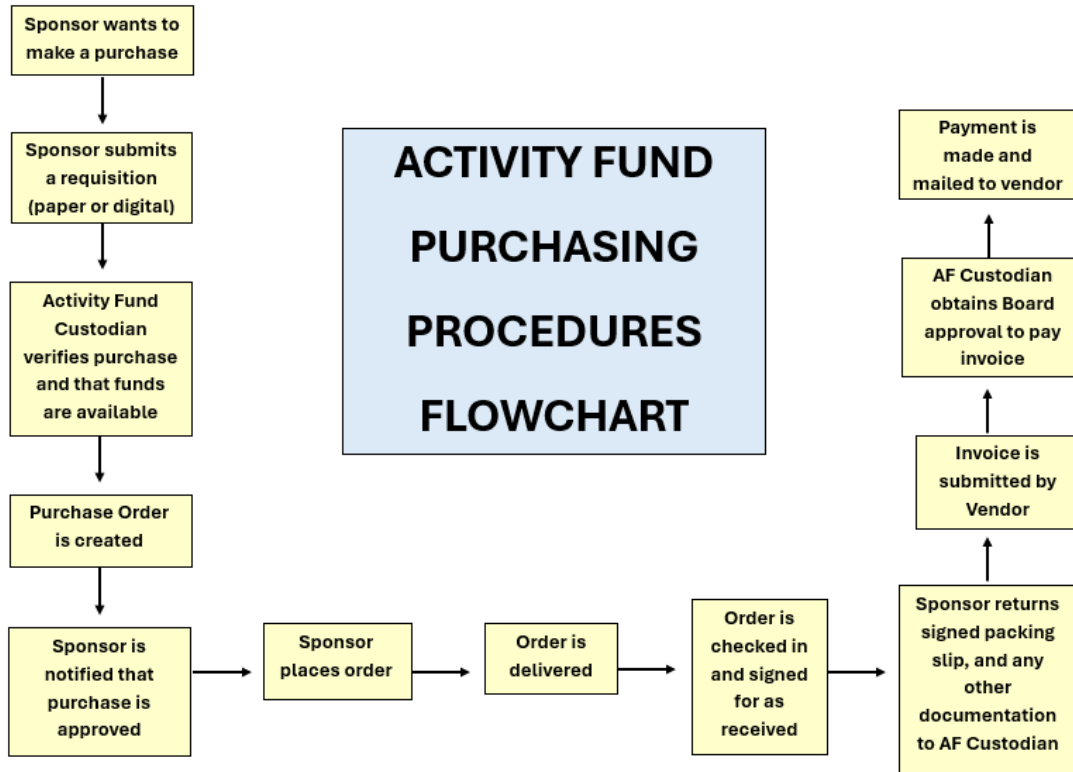 Sponsor wants to
make a purchase
Sponsor submits
a requisition
(paper or digital)
Activity Fund
Custodian
verifies purchase
and that funds
are available
Purchase Order
is created
Sponsor is
notified that
purchase is
approved
Sponsor
places order
Order is
delivered
Order is
checked in
and signed
for as
received
Sponsor returns
signed packing
slip, and any
other
documentation
to AF Custodian
Invoice is
submitted by
Vendor
AF Custodian
obtains Board
approval to pay
invoice
Payment is
made and
mailed to vendor
ACTIVITY FUND
PURCHASING
PROCEDURES
FLOWCHART